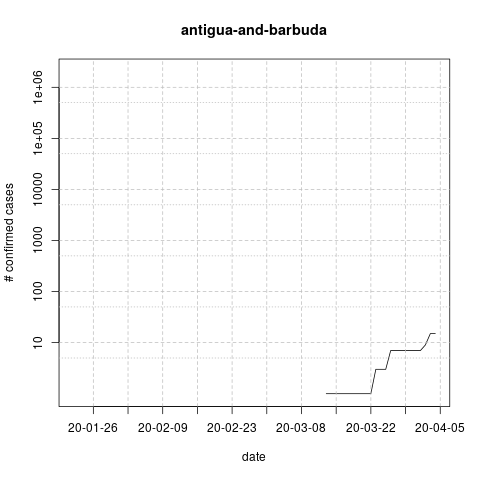 antigua-and-barbuda
# confirmed cases
1e+06
1e+05
10000
1000
100
10
20-01-26 20-02-09 20-02-23 20-03-08 20-03-22 20-04-05
date